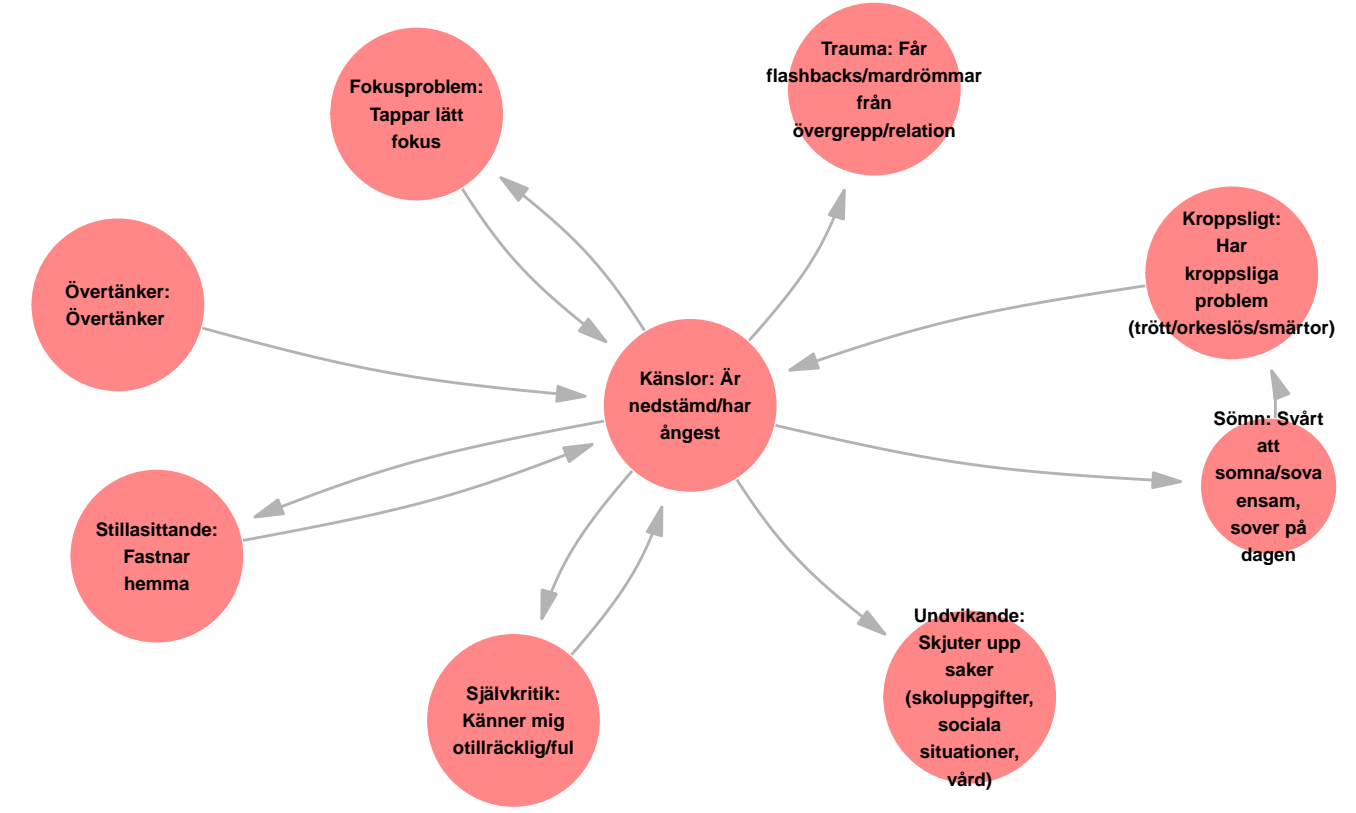 Trauma: Får
flashbacks/mardrömmar
från
övergrepp/relation
Fokusproblem:
Tappar lätt
fokus
Kroppsligt:
Har
kroppsliga
problem
(trött/orkeslös/smärtor)
Övertänker:
Övertänker
Känslor: Är
nedstämd/har
ångest
Sömn: Svårt
att
somna/sova
ensam,
sover på
dagen
Stillasittande:
Fastnar
hemma
Undvikande:
Skjuter upp
saker
(skoluppgifter,
sociala
situationer,
vård)
Självkritik:
Känner mig
otillräcklig/ful